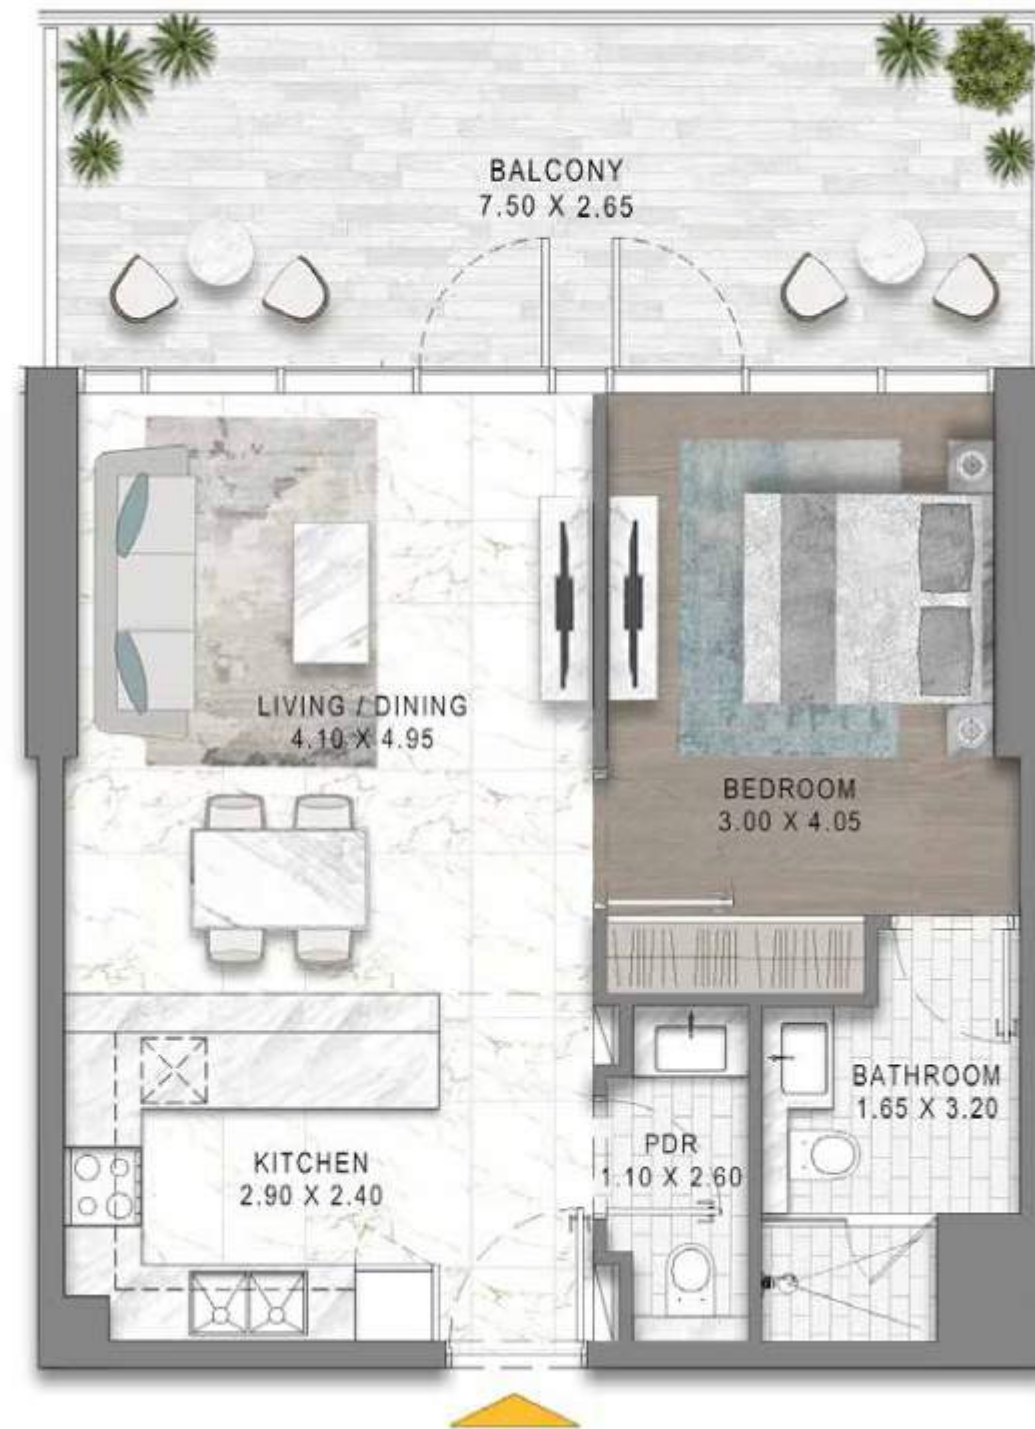 BALCONY
7.50 X 2.65
LIVING / DINING
4.10 X 4.95
BEDROOM
3.00 X 4.05
BATHROOM
1.65 X 3.20
PDR
1.10 X 2.60
KITCHEN
2.90 X 2.40